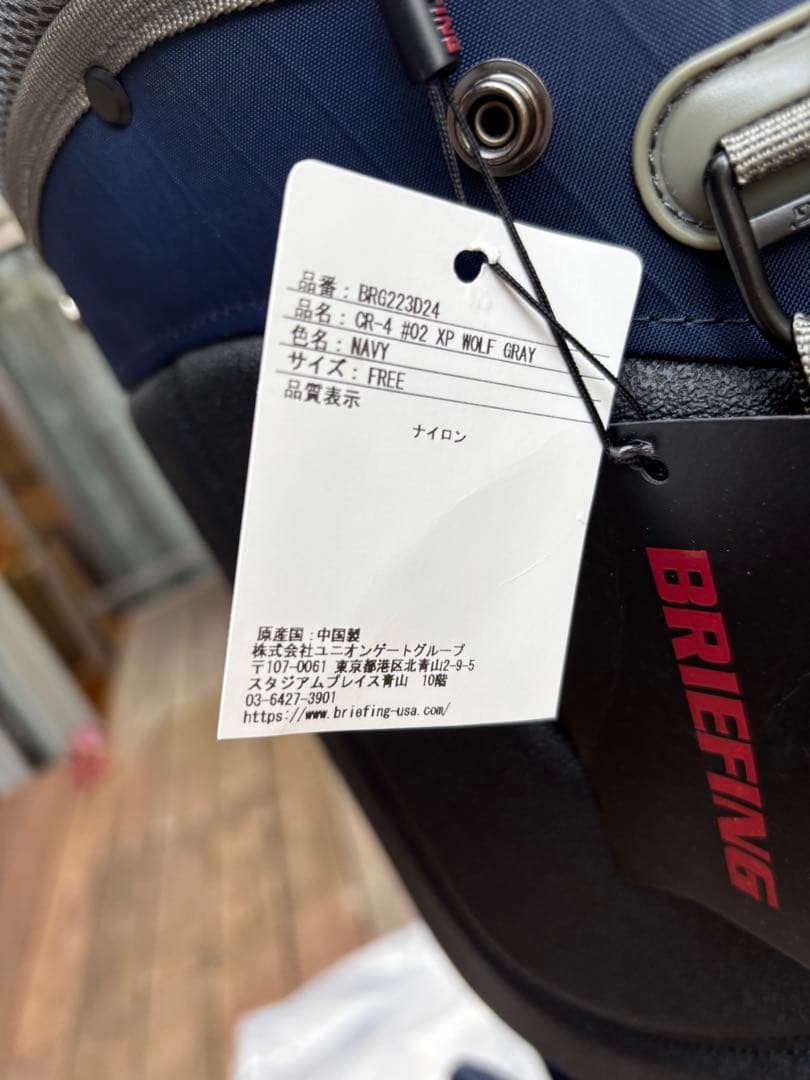 品番：BRG223D24
品名：CR-4 #02 XP WOLF GRAY
色名：NAVY
サイズ：FREE
品質表示
ナイロン
原産国：中国製
株式会社ユニオンゲートグループ
〒107-0061 東京都港区北青山2-9-5
スタジアムプレイス青山 10階
03-6427-3901
https://www.briefing-usa.com/
BRIEFING